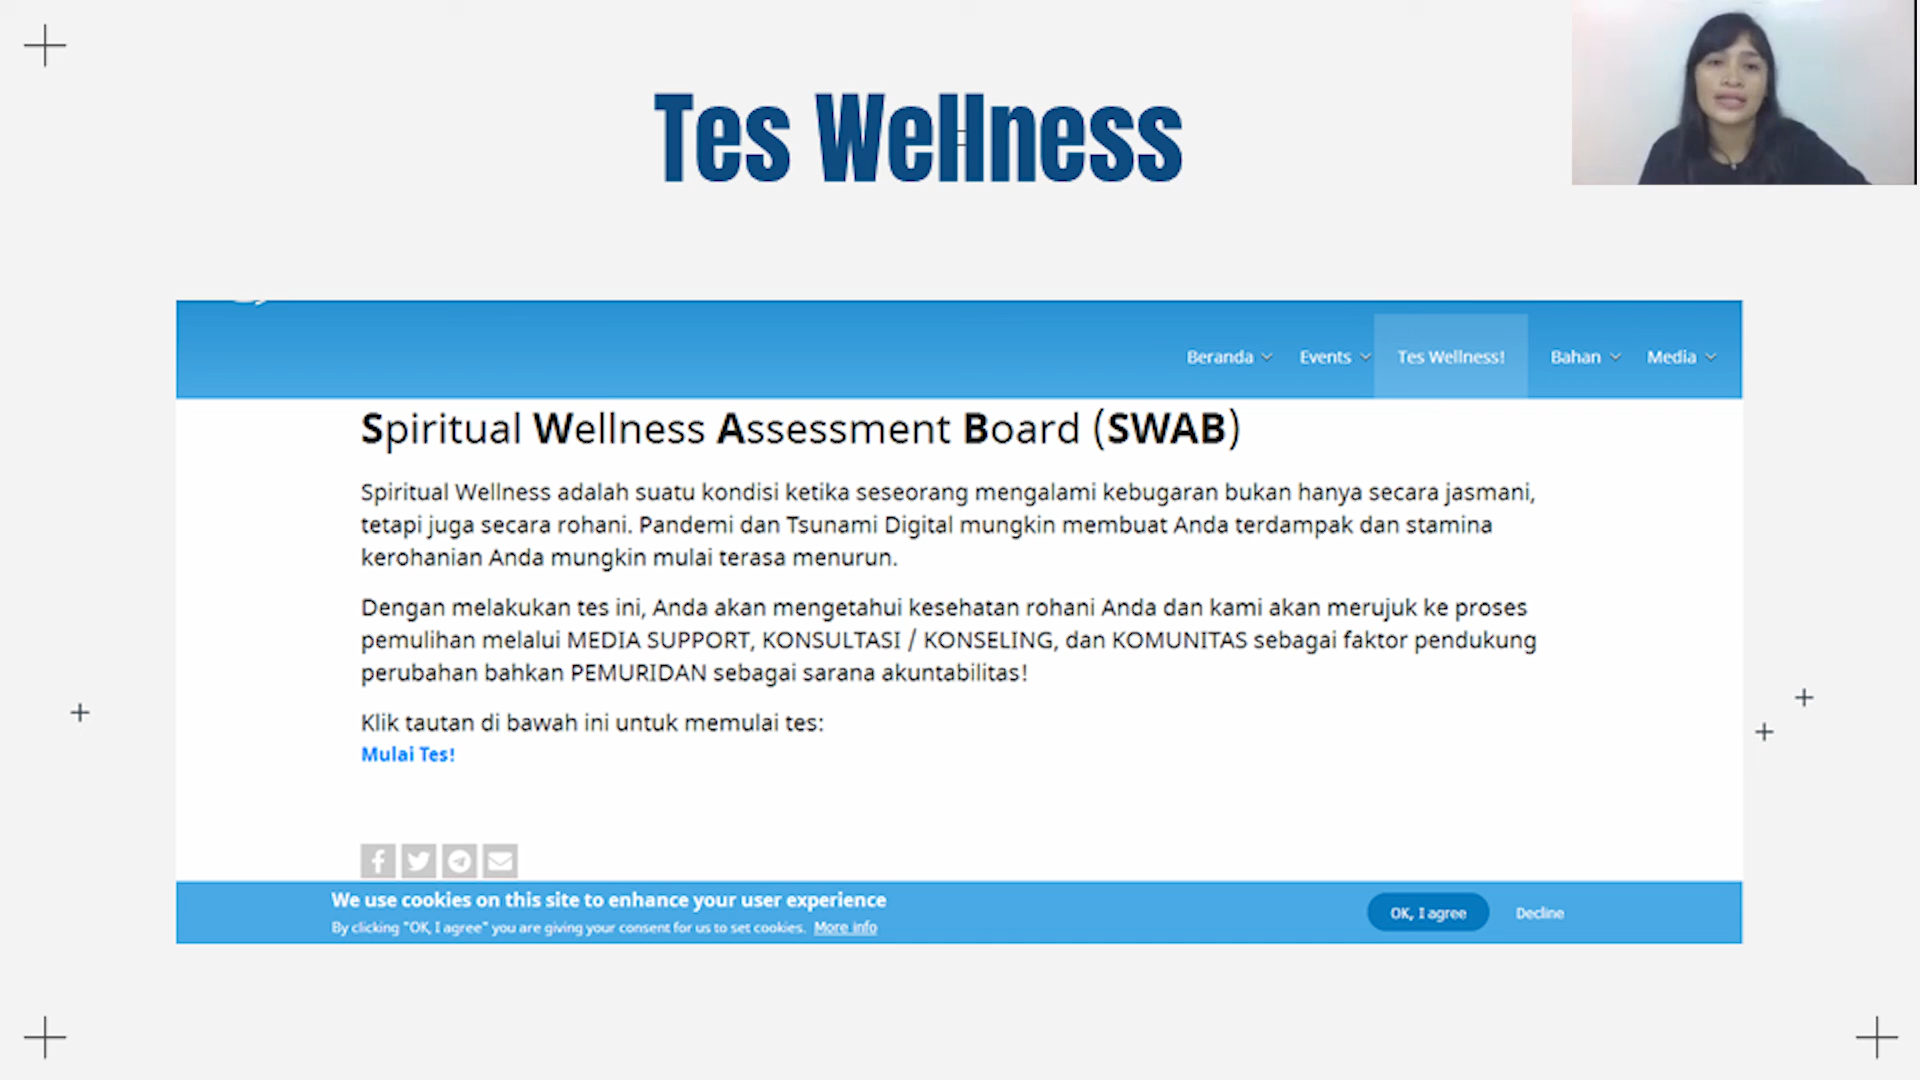 Tes Wellness
Beranda Events Tes Wellness! Bahan Media
Spiritual Wellness Assessment Board (SWAB)
Spiritual Wellness adalah suatu kondisi ketika seseorang mengalami kebugaran bukan hanya secara jasmani,
tetapi juga secara rohani. Pandemi dan Tsunami Digital mungkin membuat Anda terdampak dan stamina
kerohanian Anda mungkin mulai terasa menurun.
Dengan melakukan tes ini, Anda akan mengetahui kesehatan rohani Anda dan kami akan merujuk ke proses
pemulihan melalui MEDIA SUPPORT, KONSULTASI / KONSELING, dan KOMUNITAS sebagai faktor pendukung
perubahan bahkan PEMURIDAN sebagai sarana akuntabilitas!
Klik tautan di bawah ini untuk memulai tes:
Mulai Tes!
We use cookies on this site to enhance your user experience
By clicking "OK, I agree" you are giving your consent for us to set cookies. More info
OK, I agree Decline